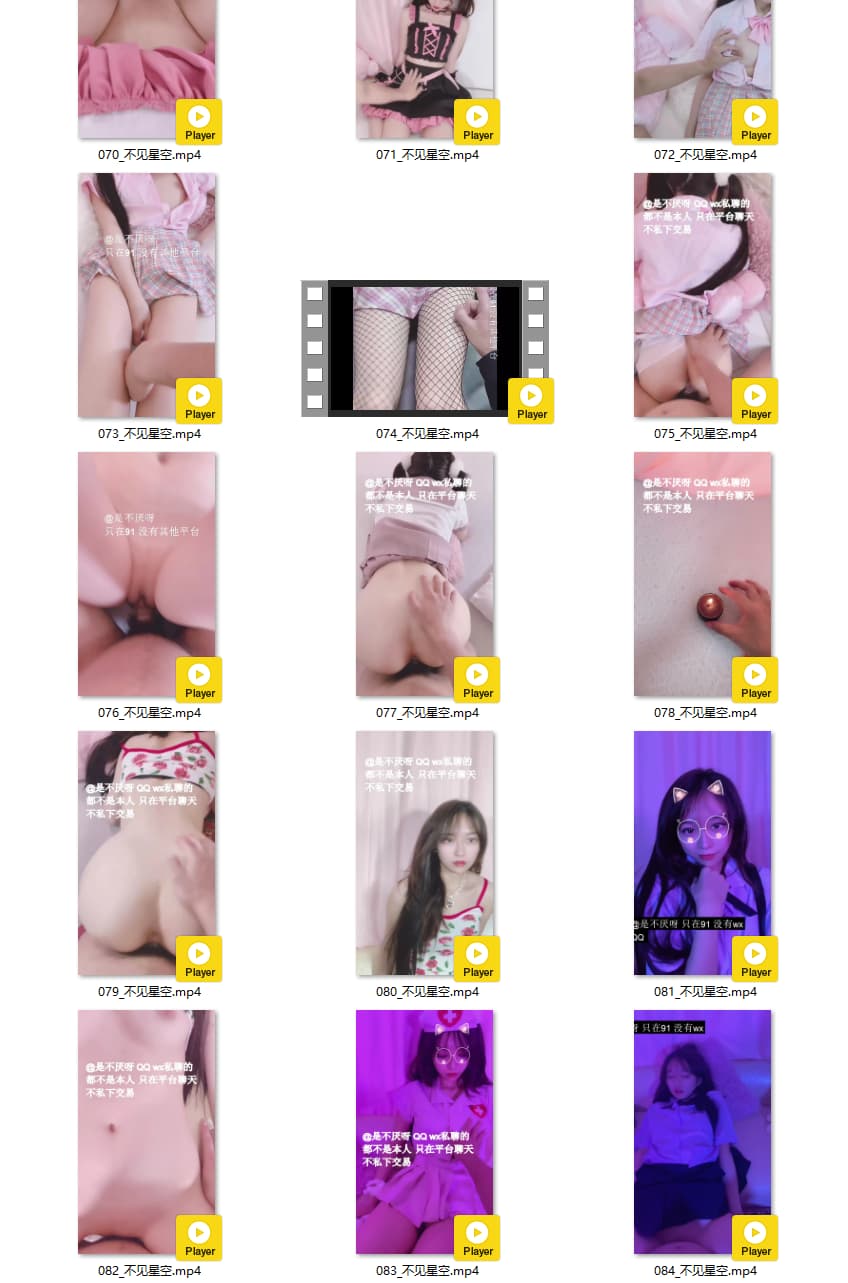 Player
Player
Player
070_不见星空.mp4
071_不见星空.mp4
072_不见星空.mp4
@是不厌呀
只在91 没有其他平台
@是不厌呀 QQ wx私聊的
都不是本人 只在平台聊天
不私下交易
Player
Player
Player
073_不见星空.mp4
074_不见星空.mp4
075_不见星空.mp4
@是不厌呀
只在91 没有其他平台
@是不厌呀 QQ wx私聊的
都不是本人 只在平台聊天
不私下交易
@是不厌呀 QQ wx私聊的
都不是本人 只在平台聊天
不私下交易
Player
Player
Player
076_不见星空.mp4
077_不见星空.mp4
078_不见星空.mp4
@是不厌呀 QQ wx私聊的
都不是本人 只在平台聊天
不私下交易
@是不厌呀 QQ wx私聊的
都不是本人 只在平台聊天
不私下交易
@是不厌呀 只在91 没有wx
QQ
Player
Player
Player
079_不见星空.mp4
080_不见星空.mp4
081_不见星空.mp4
@是不厌呀 QQ wx私聊的
都不是本人 只在平台聊天
不私下交易
@是不厌呀 QQ wx私聊的
都不是本人 只在平台聊天
不私下交易
呀 只在91 没有wx
Player
Player
Player
082_不见星空.mp4
083_不见星空.mp4
084_不见星空.mp4